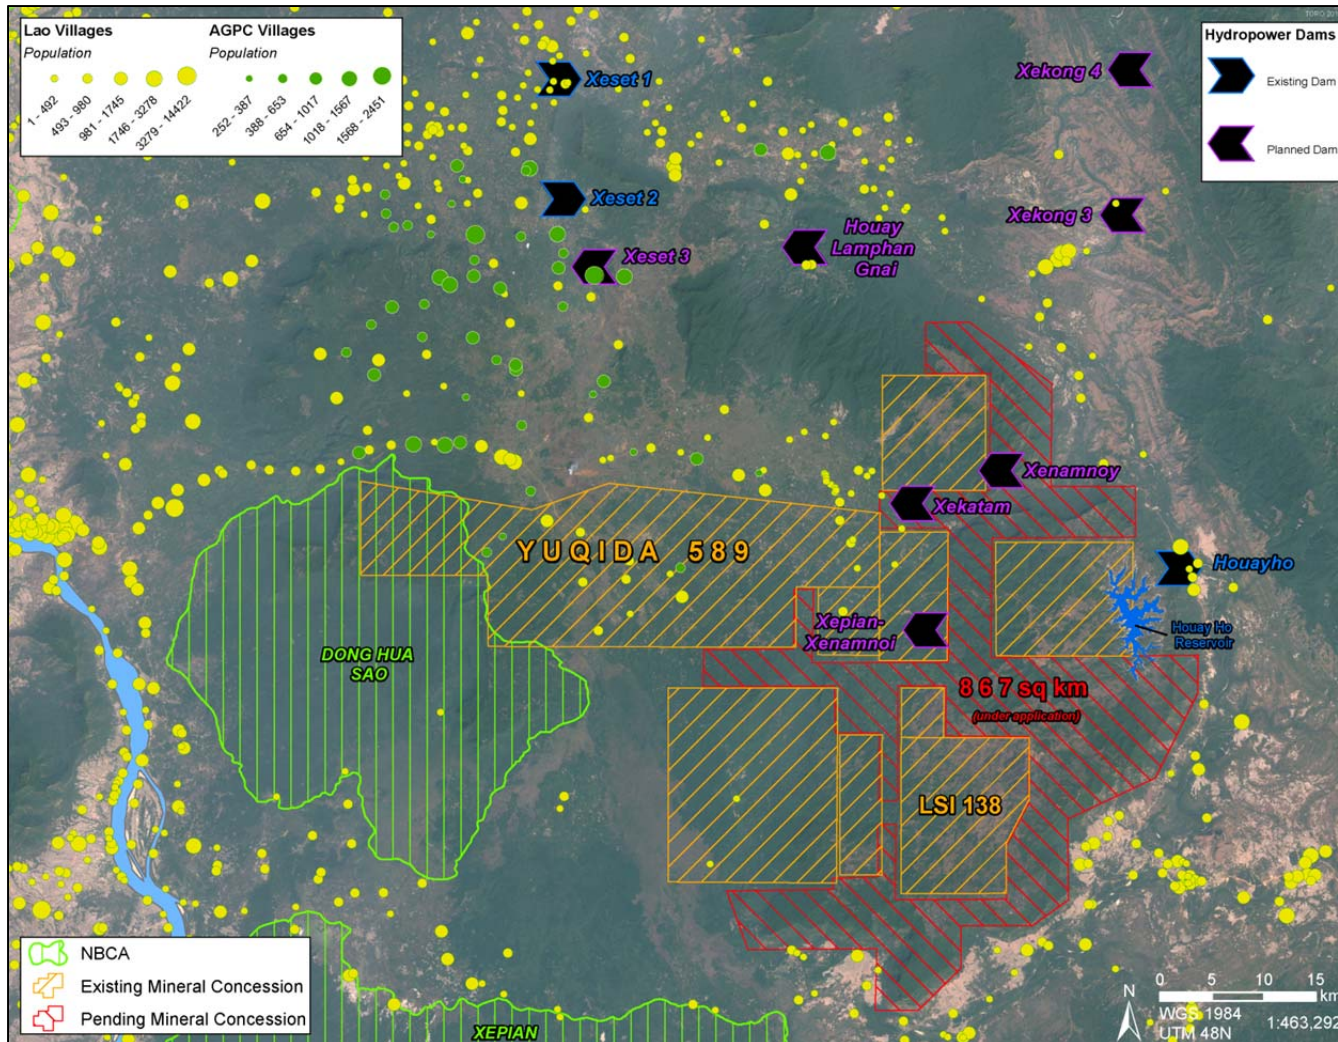 Lao Villages
Population
1 - 492
493 - 980
981 - 1745
1746 - 3278
3279 - 14422
AGPC Villages
Population
252 - 387
388 - 653
654 - 1017
1018 - 1567
1568 - 2451
Hydropower Dams
Existing Dam
Planned Dam
Xeset 1
Xekong 4
Xeset 2
Xekong 3
Houay
Lamphan
Gnai
Xeset 3
Xenamnoy
Xekatam
YUQIDA 589
Houayho
Xepian-
Xenamnoi
Houay Ho
Reservoir
DONG HUA
SAO
867 sq km
(under application)
LSI 138
NBCA
Existing Mineral Concession
Pending Mineral Concession
XEPIAN
N
0 5 10 15
km
WGS 1984
UTM 48N
1:463,292